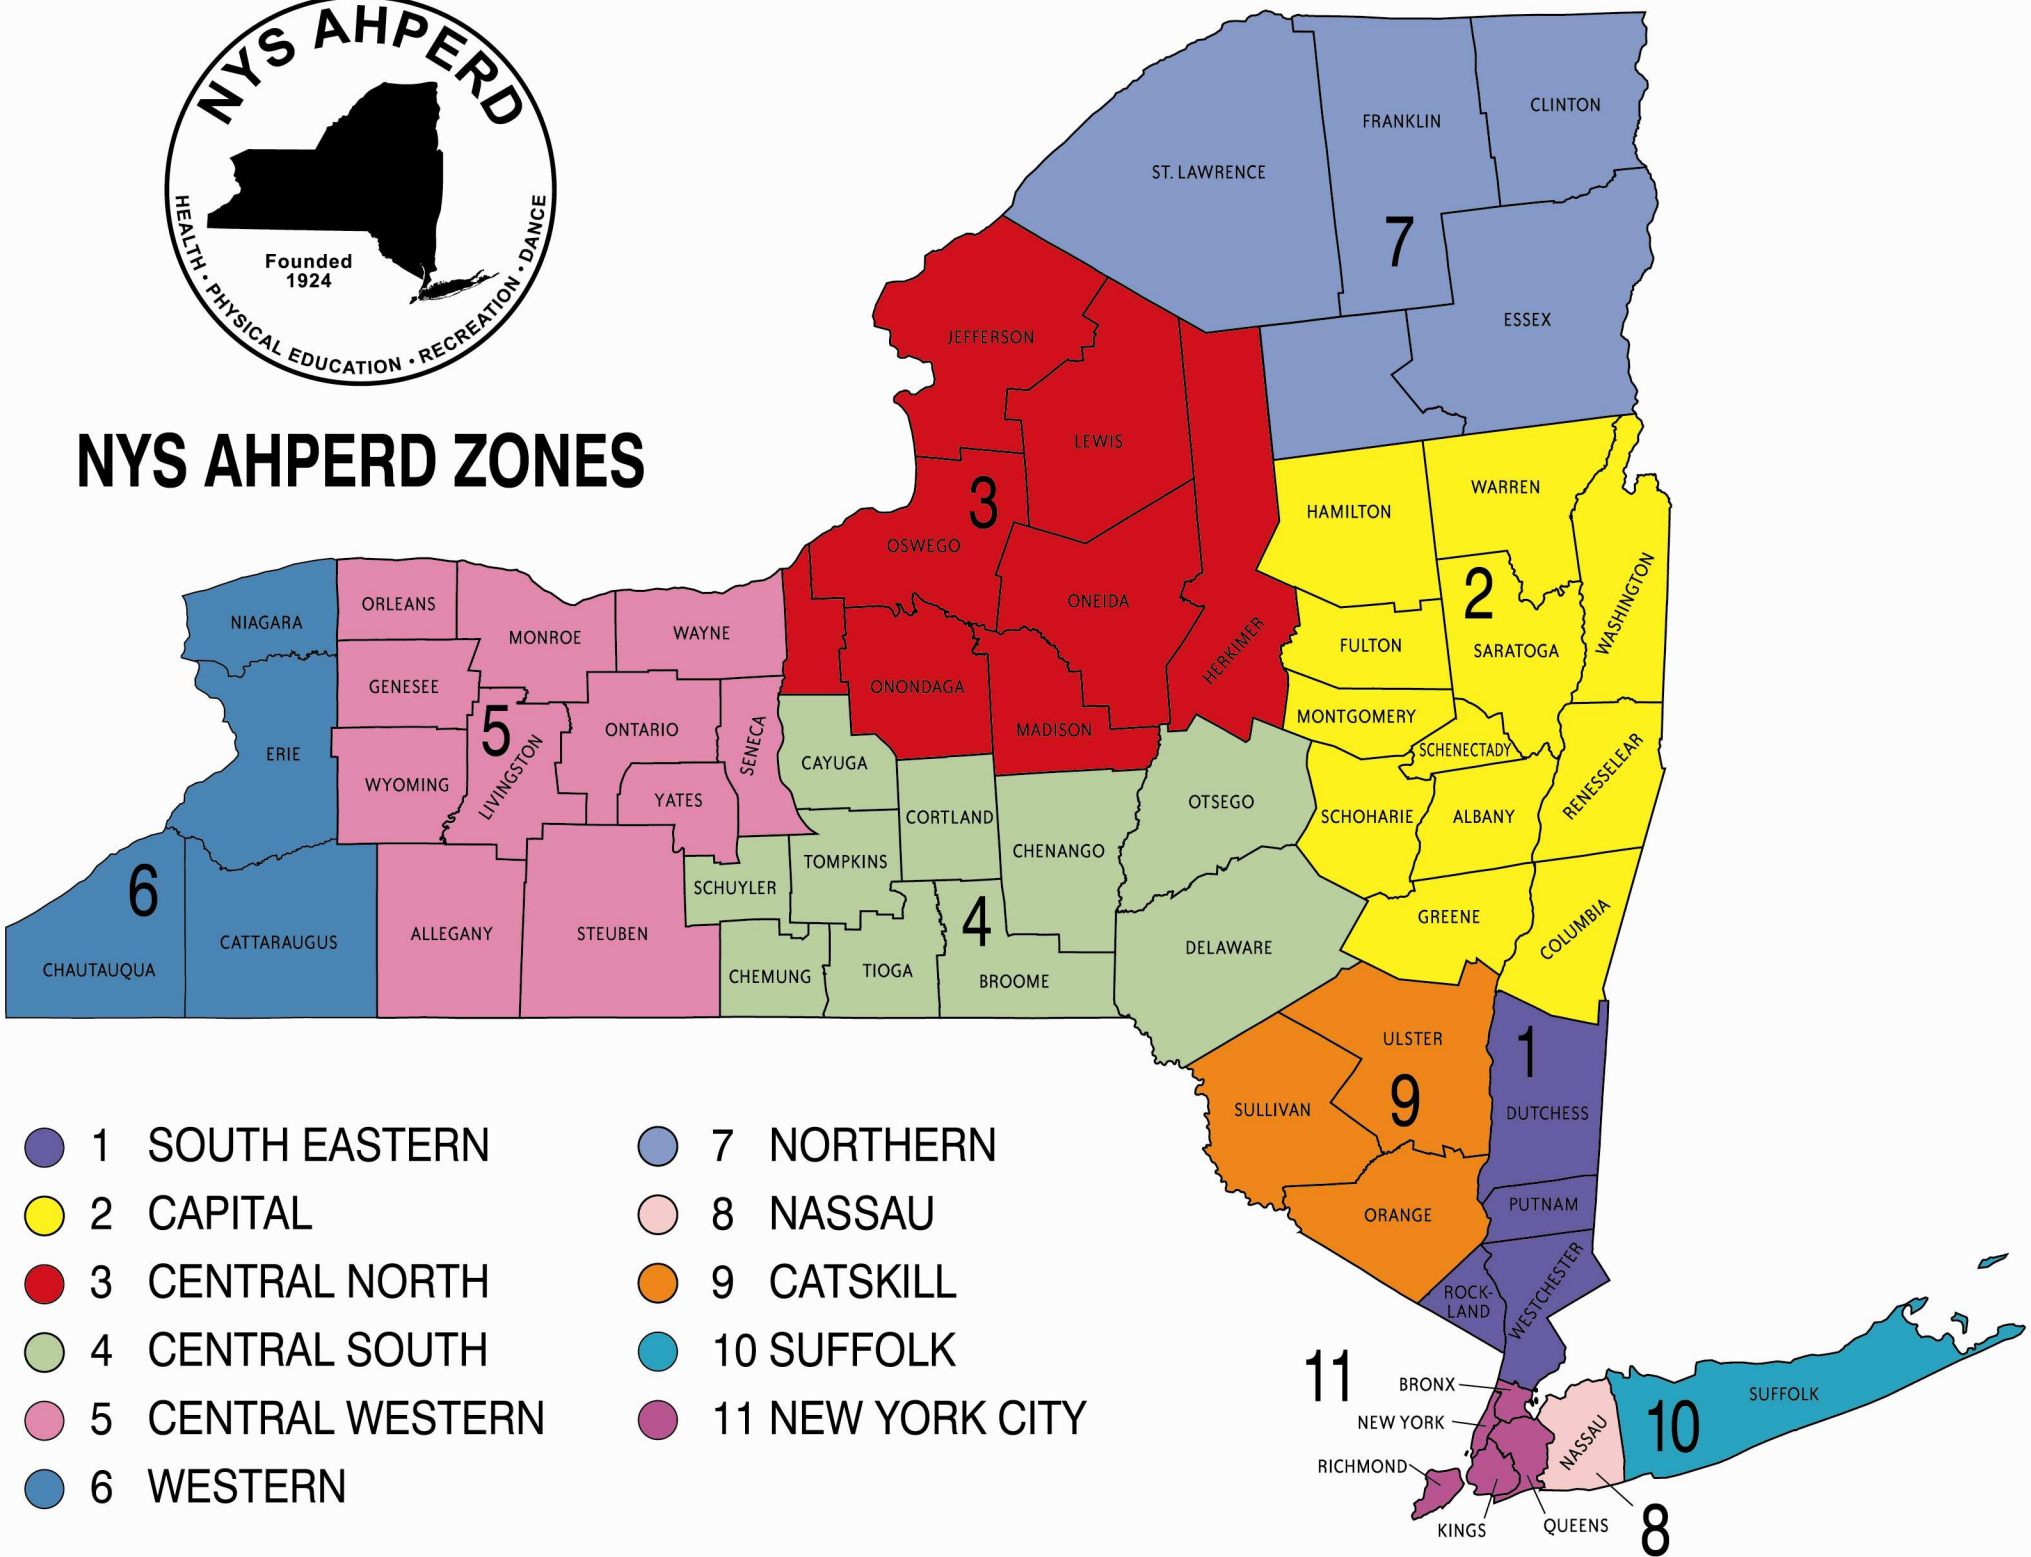 NYS AHPERD
Founded
1924
HEALTH • PHYSICAL EDUCATION • RECREATION • DANCE
NYS AHPERD ZONES
CLINTON
FRANKLIN
ST. LAWRENCE
7
ESSEX
JEFFERSON
LEWIS
3
OSWEGO
ONEIDA
HERKIMER
ONONDAGA
MADISON
HAMILTON
WARREN
2
WASHINGTON
FULTON
SARATOGA
MONTGOMERY
SCHENECTADY
RENESSELEAR
SCHOHARIE
ALBANY
GREENE
COLUMBIA
NIAGARA
ERIE
6
CHAUTAUQUA
CATTARAUGUS
ORLEANS
MONROE
WAYNE
GENESEE
5
LIVINGSTON
ONTARIO
SENECA
WYOMING
YATES
ALLEGANY
STEUBEN
CAYUGA
CORTLAND
OTSEGO
CHENANGO
TOMPKINS
SCHUYLER
4
CHEMUNG
TIOGA
BROOME
DELAWARE
ULSTER
9
SULLIVAN
ORANGE
1
DUTCHESS
PUTNAM
WESTCHESTER
ROCK-
LAND
11
BRONX
NEW YORK
RICHMOND
KINGS
QUEENS
NASSAU
8
10
SUFFOLK
1 SOUTH EASTERN
2 CAPITAL
3 CENTRAL NORTH
4 CENTRAL SOUTH
5 CENTRAL WESTERN
6 WESTERN
7 NORTHERN
8 NASSAU
9 CATSKILL
10 SUFFOLK
11 NEW YORK CITY